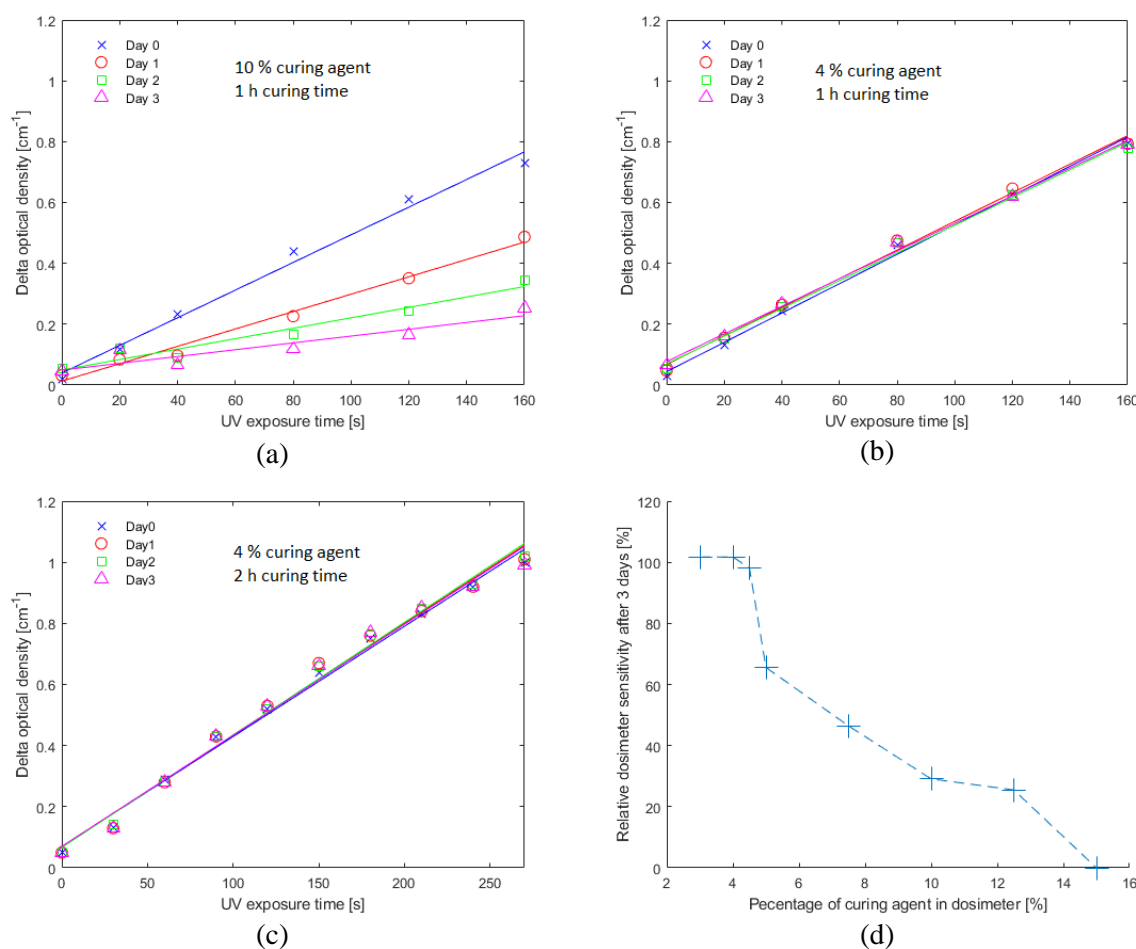 1.2
1
0.8
0.6
0.4
0.2
0
Delta optical density [cm-1]
Day 0
Day 1
Day 2
Day 3
10 % curing agent
1 h curing time
0 20 40 60 80 100 120 140 160
UV exposure time [s]
(a)
1.2
1
0.8
0.6
0.4
0.2
0
Delta optical density [cm-1]
Day 0
Day 1
Day 2
Day 3
4 % curing agent
1 h curing time
0 20 40 60 80 100 120 140 160
UV exposure time [s]
(b)
1.2
1
0.8
0.6
0.4
0.2
0
Delta optical density [cm-1]
Day0
Day1
Day2
Day3
4 % curing agent
2 h curing time
0 50 100 150 200 250
UV exposure time [s]
(c)
120
100
80
60
40
20
0
Relative dosimeter sensitivity after 3 days [%]
2 4 6 8 10 12 14 16
Pecentage of curing agent in dosimeter [%]
(d)